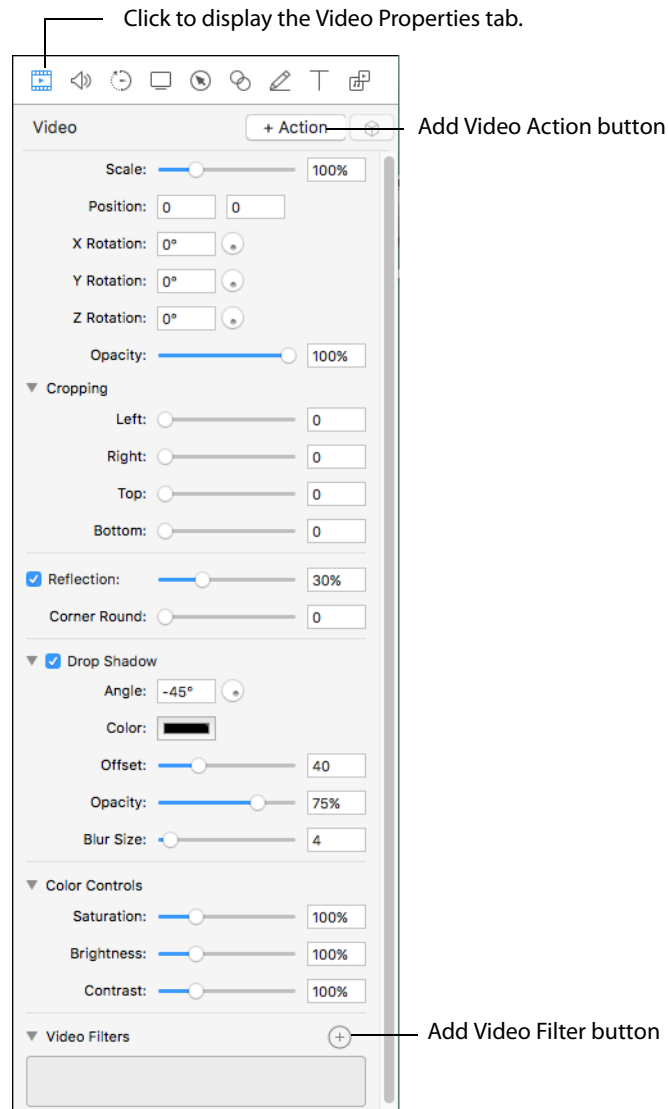 Click to display the Video Properties tab.
Video
+ Action
Add Video Action button
Scale: 100%
Position: 0 0
X Rotation: 0°
Y Rotation: 0°
Z Rotation: 0°
Opacity: 100%
Cropping
Left: 0
Right: 0
Top: 0
Bottom: 0
Reflection: 30%
Corner Round: 0
Drop Shadow
Angle: -45°
Color:
Offset: 40
Opacity: 75%
Blur Size: 4
Color Controls
Saturation: 100%
Brightness: 100%
Contrast: 100%
Video Filters
Add Video Filter button